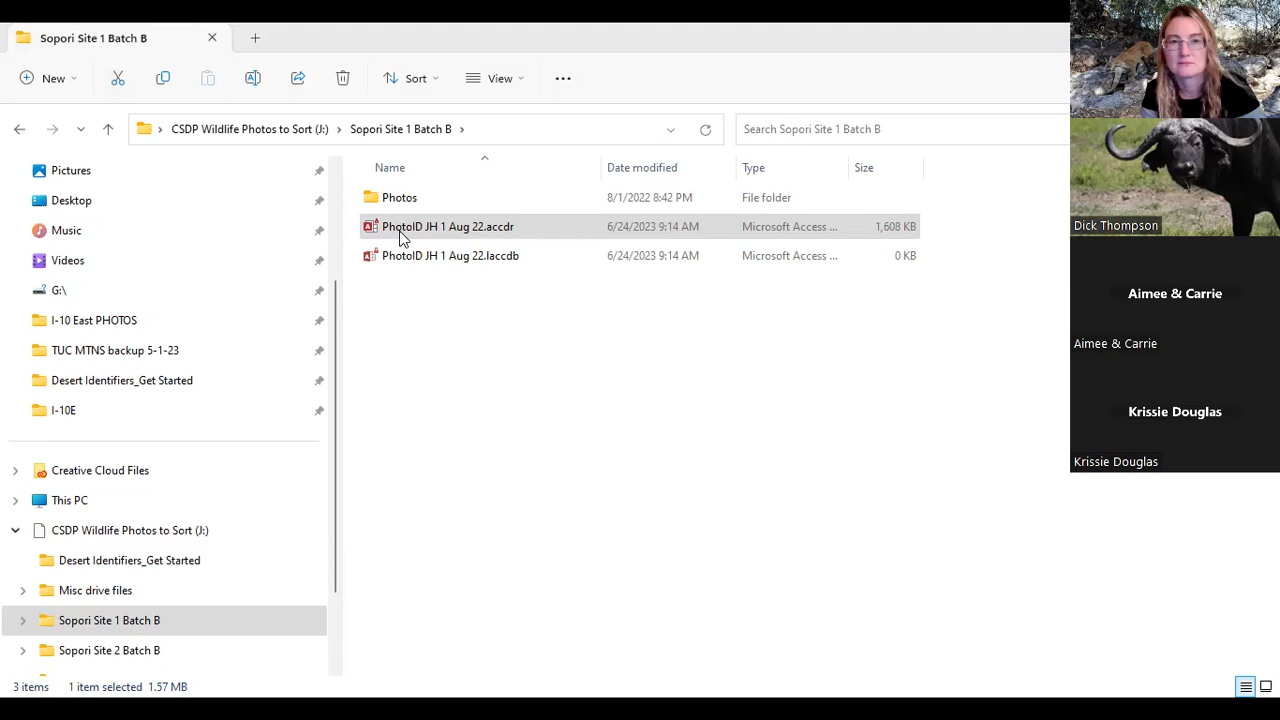 Sopori Site 1 Batch B
New
Sort
View
CSDP Wildlife Photos to Sort (J:) Sopori Site 1 Batch B
Search Sopori Site 1 Batch B
Pictures
Desktop
Music
Videos
G:\
I-10 East PHOTOS
TUC MTNS backup 5-1-23
Desert Identifiers_Get Started
I-10E
Creative Cloud Files
This PC
CSDP Wildlife Photos to Sort (J:)
Desert Identifiers_Get Started
Misc drive files
Sopori Site 1 Batch B
Sopori Site 2 Batch B
Name Date modified Type Size
Photos 8/1/2022 8:42 PM File folder
PhotoID JH 1 Aug 22.accdr 6/24/2023 9:14 AM Microsoft Access ... 1,608 KB
PhotoID JH 1 Aug 22.laccdb 6/24/2023 9:14 AM Microsoft Access ... 0 KB
3 items 1 item selected 1.57 MB
Dick Thompson
Aimee & Carrie
Aimee & Carrie
Krissie Douglas
Krissie Douglas